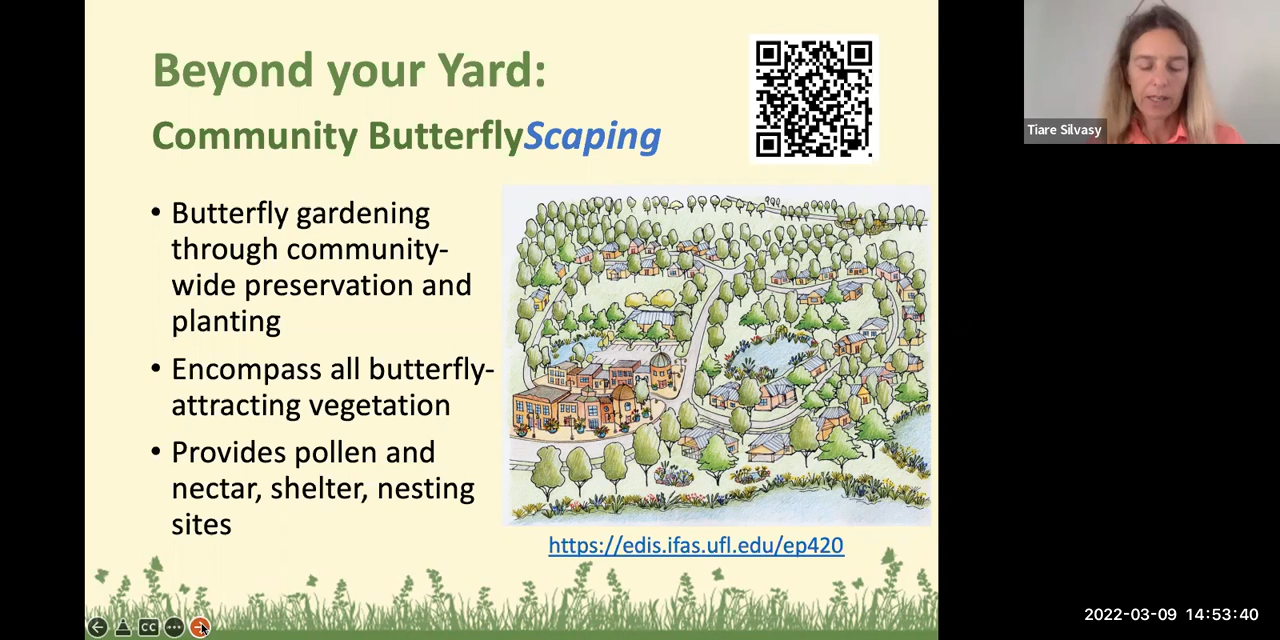 Beyond your Yard:
Community ButterflyScaping
• Butterfly gardening
through community-
wide preservation and
planting
• Encompass all butterfly-
attracting vegetation
• Provides pollen and
nectar, shelter, nesting
sites
https://edis.ifas.ufl.edu/ep420
CC
Tiare Silvasy
2022-03-09 14:53:40